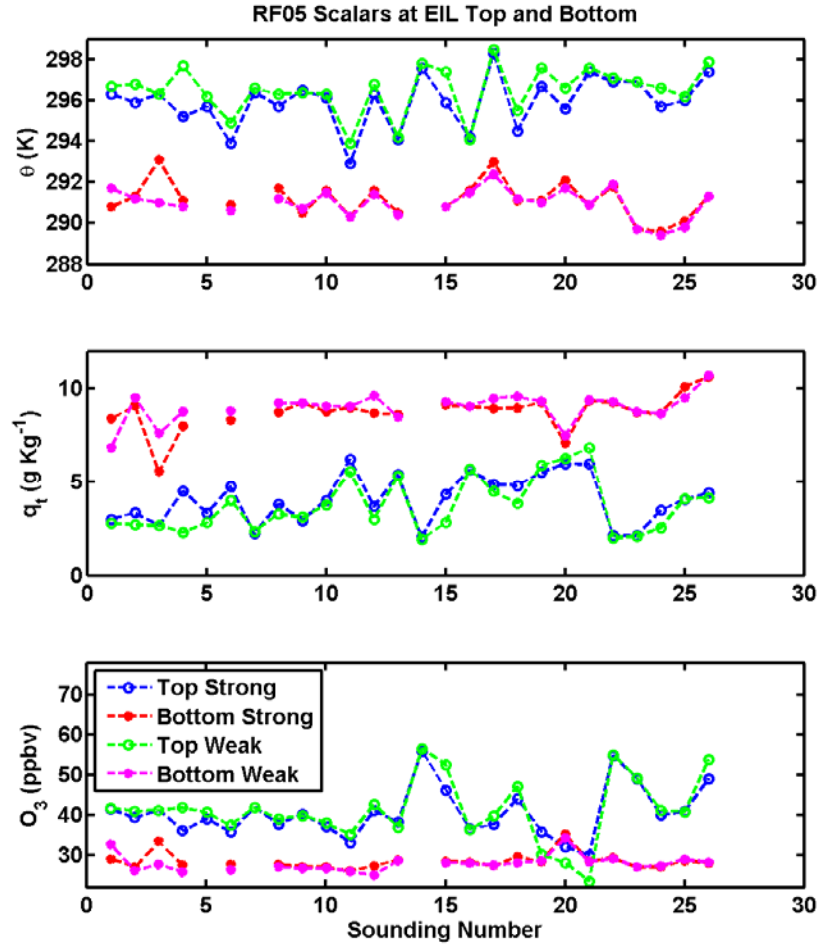 RF05 Scalars at EIL Top and Bottom
298
296
294
292
290
288
θ (K)
0 5 10 15 20 25 30
10
5
0
q_t (g Kg⁻¹)
0 5 10 15 20 25 30
70
60
50
40
30
O₃ (ppbv)
Top Strong
Bottom Strong
Top Weak
Bottom Weak
0 5 10 15 20 25 30
Sounding Number